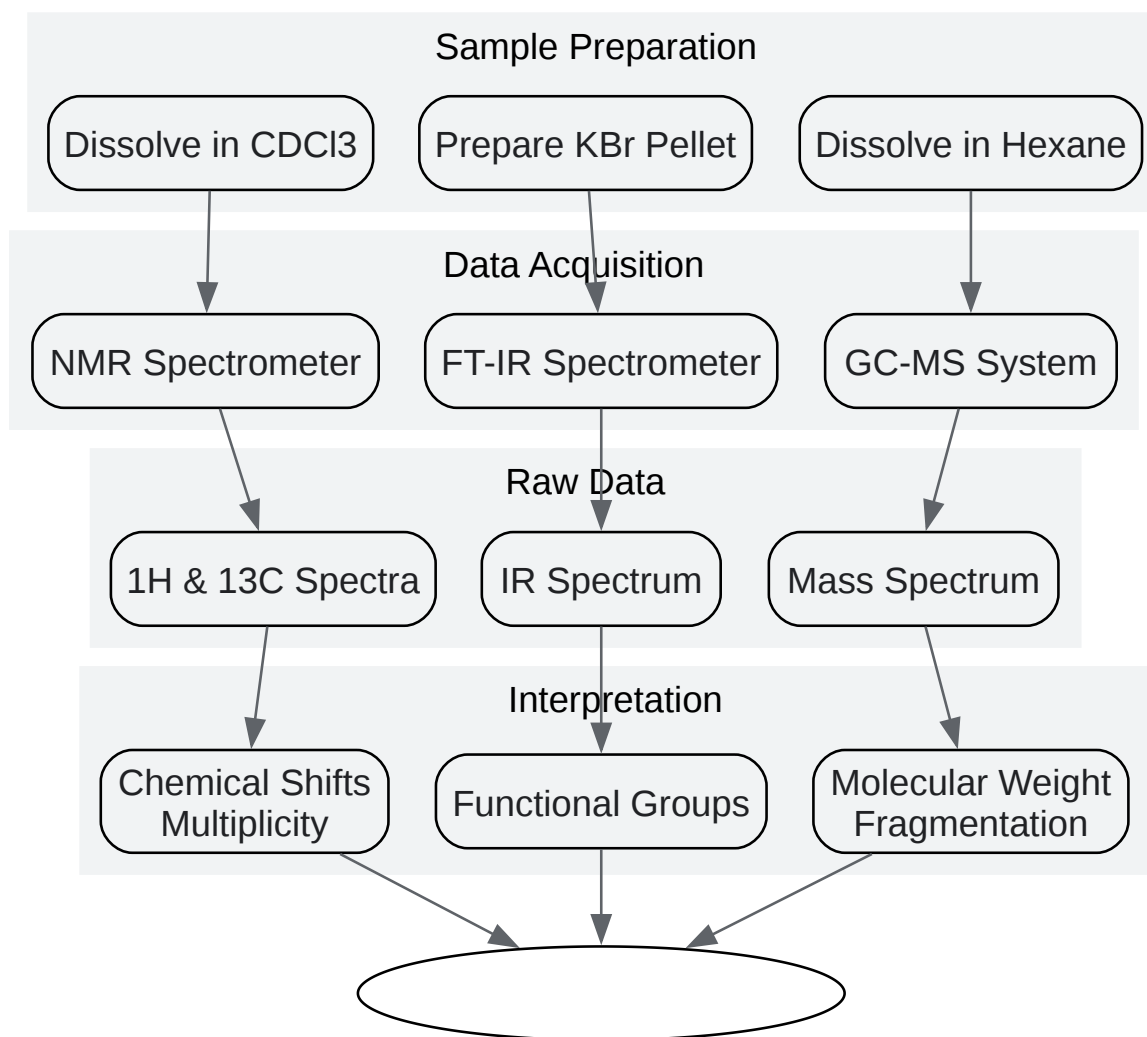 Sample Preparation
Dissolve in CDCl3
Prepare KBr Pellet
Dissolve in Hexane
Data Acquisition
NMR Spectrometer
FT-IR Spectrometer
GC-MS System
Raw Data
1H & 13C Spectra
IR Spectrum
Mass Spectrum
Interpretation
Chemical Shifts
Multiplicity
Functional Groups
Molecular Weight
Fragmentation